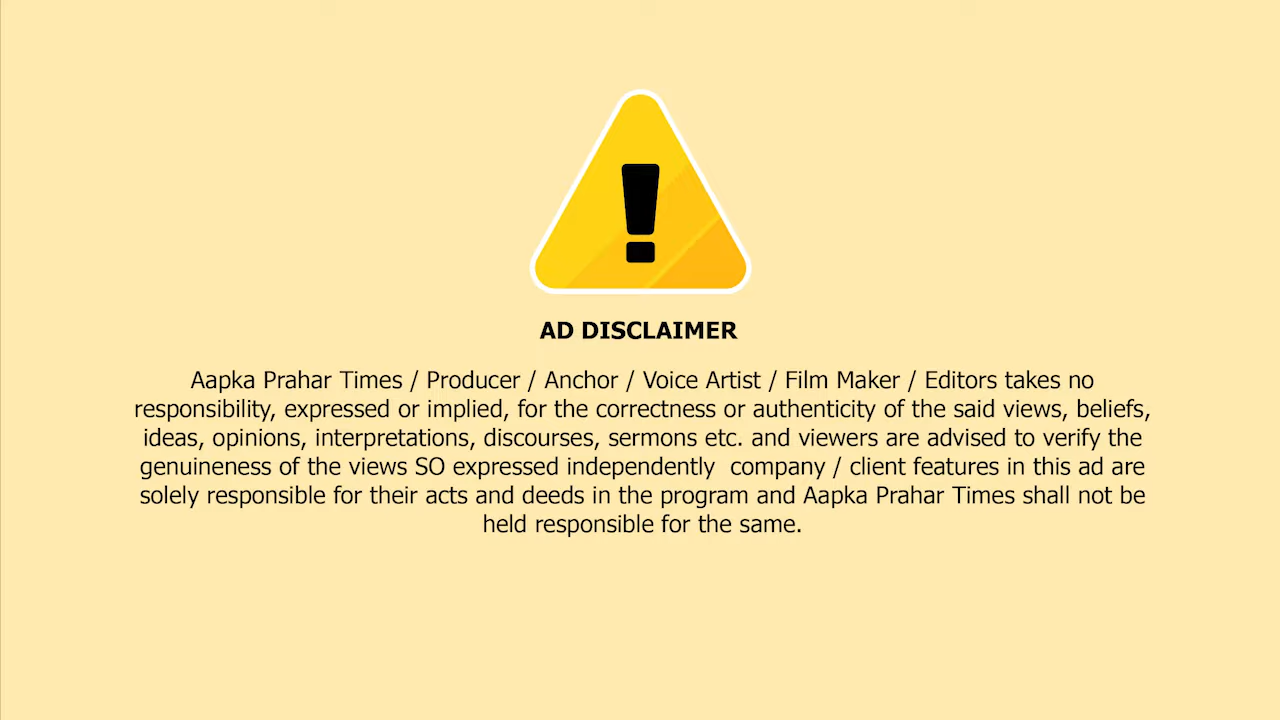 AD DISCLAIMER
Aapka Prahar Times / Producer / Anchor / Voice Artist / Film Maker / Editors takes no
responsibility, expressed or implied, for the correctness or authenticity of the said views, beliefs,
ideas, opinions, interpretations, discourses, sermons etc. and viewers are advised to verify the
genuineness of the views SO expressed independently  company / client features in this ad are
solely responsible for their acts and deeds in the program and Aapka Prahar Times shall not be
held responsible for the same.